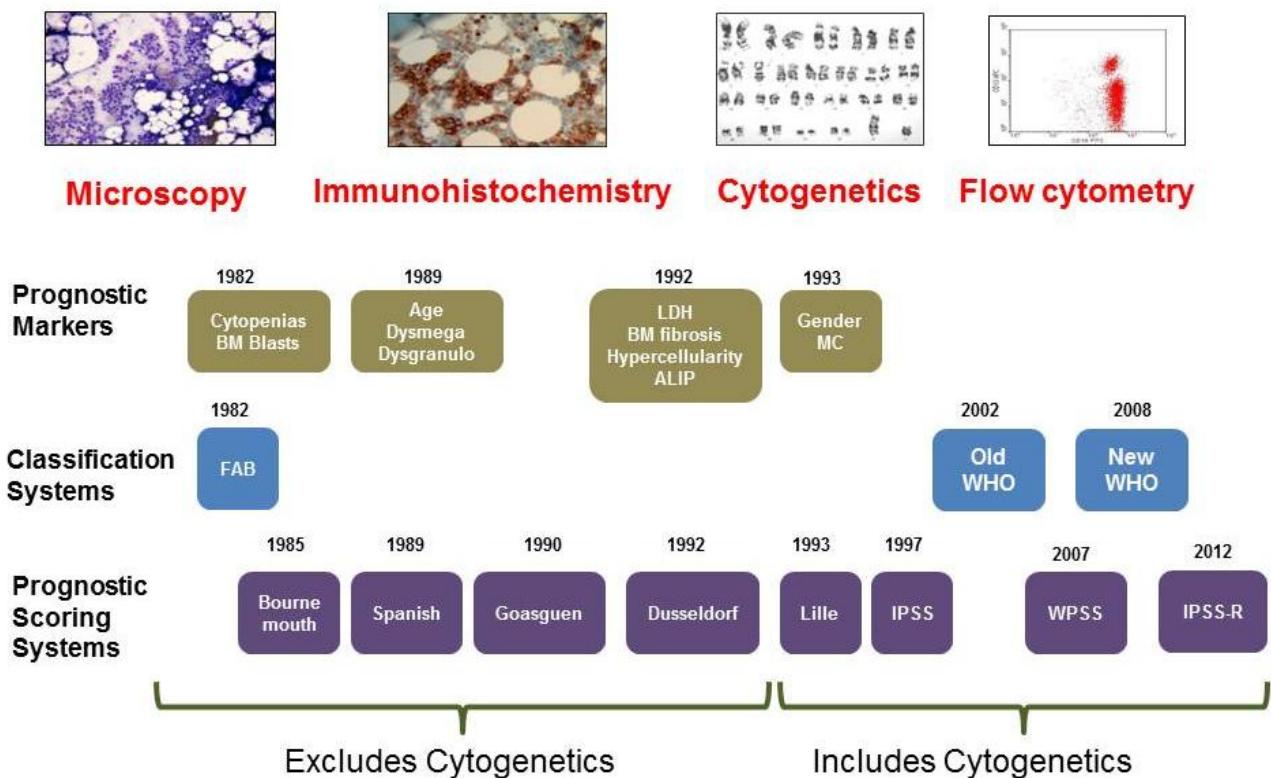 Microscopy
Immunohistochemistry
Cytogenetics
Flow cytometry
Prognostic
Markers
1982
Cytopenias
BM Blasts
1989
Age
Dysmega
Dysgranulo
1992
LDH
BM fibrosis
Hypercellularity
ALIP
1993
Gender
MC
Classification
Systems
1982
FAB
2002
Old
WHO
2008
New
WHO
Prognostic
Scoring
Systems
1985
Bourne
mouth
1989
Spanish
1990
Goasguen
1992
Dusseldorf
1993
Lille
1997
IPSS
2007
WPSS
2012
IPSS-R
Excludes Cytogenetics
Includes Cytogenetics